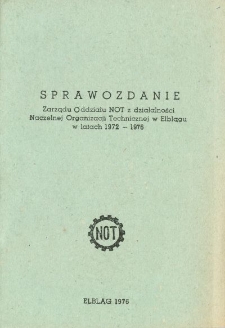 SPRAWOZDANIE
Zarządu Oddziału NOT z działalności
Naczelnej Organizacji Technicznej w Elblągu
w latach 1972 – 1976
NOT
ELBLĄG 1976